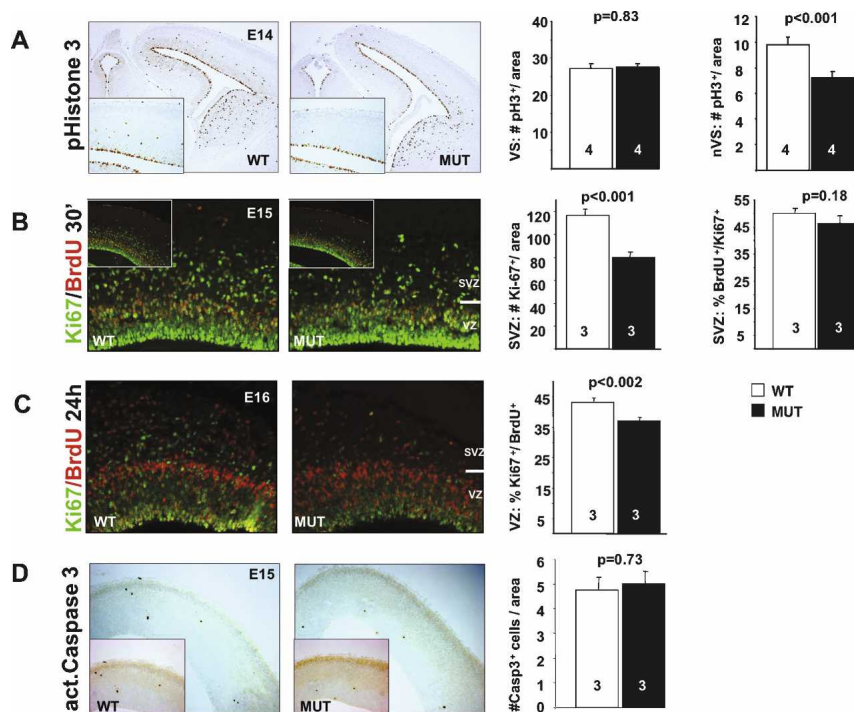 A
pHistone 3
E14
WT
MUT
VS: # pH3⁺/ area
40
30
20
10
0
p=0.83
4
4
nVS: # pH3⁺/ area
12
10
8
6
4
2
0
p<0.001
4
4
B
Ki67/BrdU 30'
E15
WT
MUT
SVZ
VZ
SVZ: # Ki-67⁺/area
120
100
80
60
40
20
0
p<0.001
3
3
SVZ: % BrdU⁺/Ki67⁺
55
45
35
25
15
5
p=0.18
3
3
C
Ki67/BrdU 24h
E16
WT
MUT
SVZ
VZ
VZ: % Ki67⁺/ BrdU⁺
45
35
25
15
5
p<0.002
3
3
WT
MUT
D
act.Caspase 3
E15
WT
MUT
#Casp3⁺ cells / area
6
5
4
3
2
1
0
p=0.73
3
3